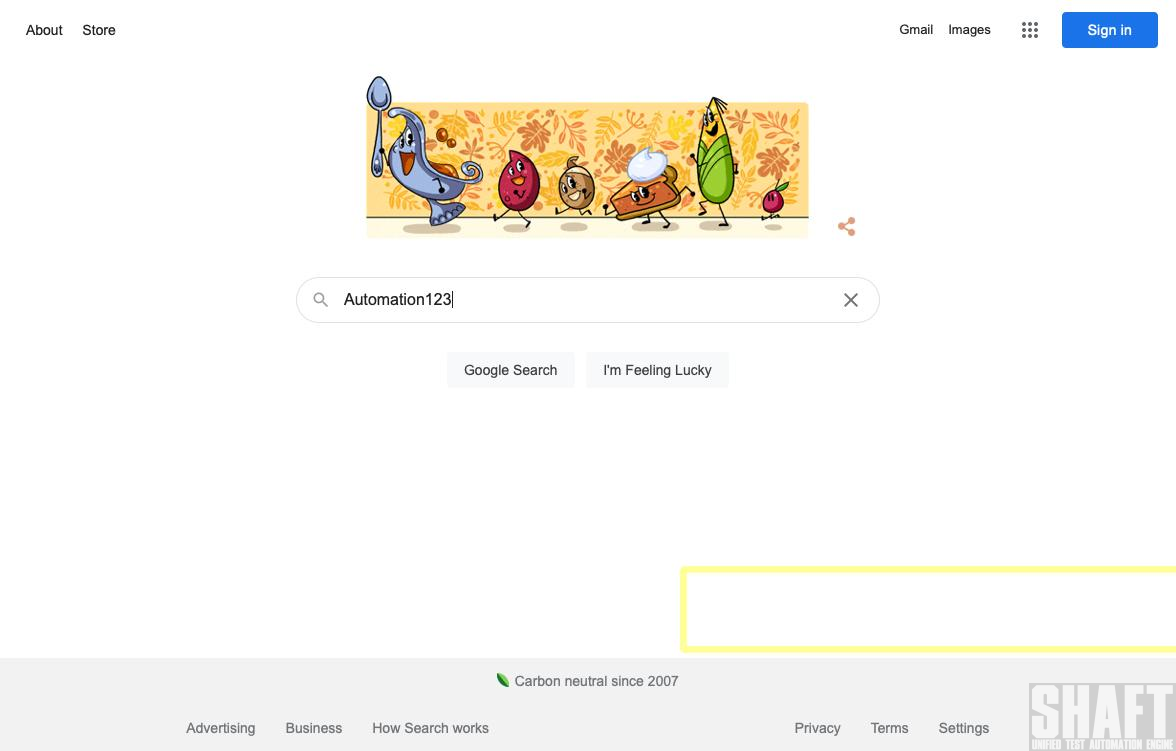 About Store
Gmail Images
Sign in
Automation123
Google Search
I'm Feeling Lucky
Carbon neutral since 2007
Advertising Business How Search works
Privacy Terms Settings
SHAFT
UNIFIED TEST AUTOMATION ENGINE